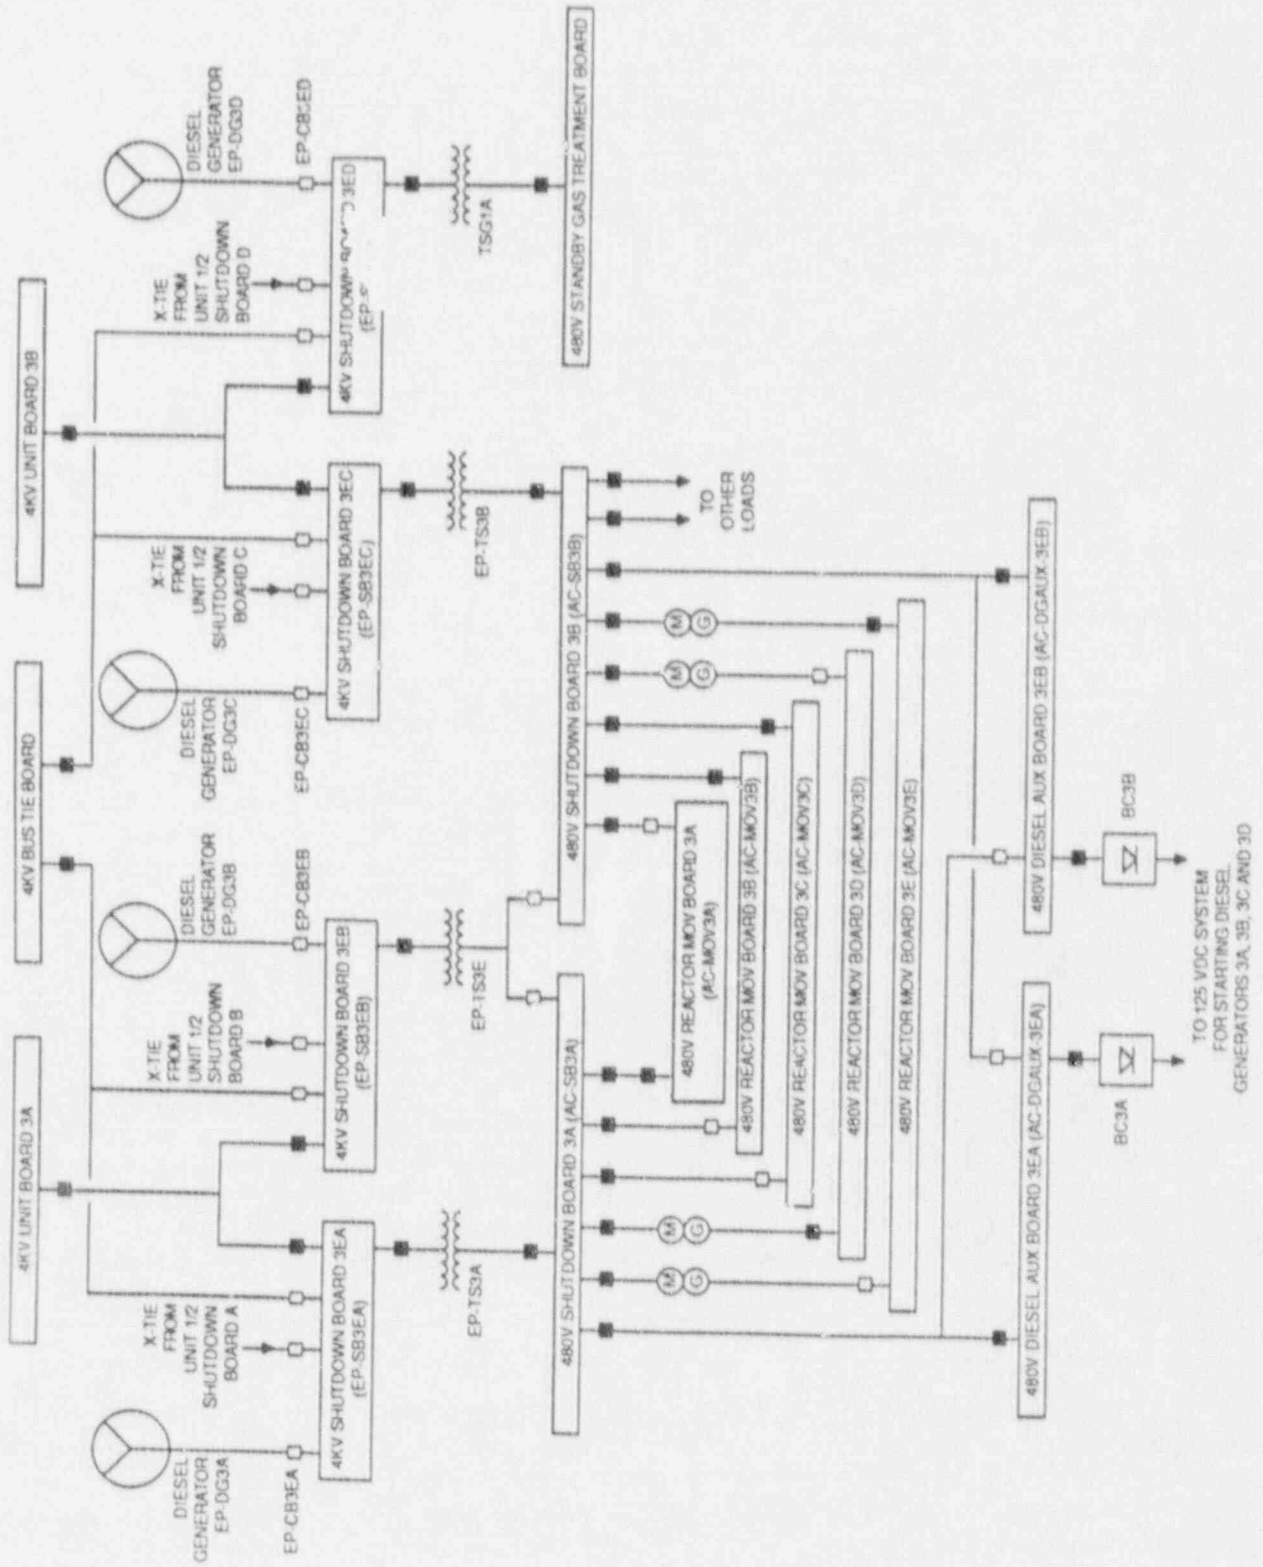 4KV UNIT BOARD 3A
4KV BUS TIE BOARD
4KV UNIT BOARD 3B
DIESEL
GENERATOR
EP-DG3A
EP-CB3EA
X-TIE
FROM
UNIT 1/2
SHUTDOWN
BOARD A
X-TIE
FROM
UNIT 1/2
SHUTDOWN
BOARD B
DIESEL
GENERATOR
EP-DG3B
EP-CB3EB
DIESEL
GENERATOR
EP-DG3C
EP-CB3EC
X-TIE
FROM
UNIT 1/2
SHUTDOWN
BOARD C
X-TIE
FROM
UNIT 1/2
SHUTDOWN
BOARD D
DIESEL
GENERATOR
EP-DG3D
4KV SHUTDOWN BOARD 3EA
(EP-SB3EA)
4KV SHUTDOWN BOARD 3EB
(EP-SB3EB)
4KV SHUTDOWN BOARD 3EC
(EP-SB3EC)
4KV SHUTDOWN 3ED
EP-TS3A
EP-TS3E
EP-TS3B
TSG1A
480V SHUTDOWN BOARD 3A (AC-SB3A)
480V SHUTDOWN BOARD 3B (AC-SB3B)
480V STANDBY GAS TREATMENT BOARD
M
G
M
G
M
G
M
G
TO
OTHER
LOADS
480V REACTOR MOV BOARD 3A
(AC-MOV3A)
480V REACTOR MOV BOARD 3B (AC-MOV3B)
480V REACTOR MOV BOARD 3C (AC-MOV3C)
480V REACTOR MOV BOARD 3D (AC-MOV3D)
480V REACTOR MOV BOARD 3E (AC-MOV3E)
480V DIESEL AUX BOARD 3EA (AC-DGAUX-3EA)
480V DIESEL AUX BOARD 3EB (AC-DGAUX-3EB)
BC3A
BC3B
TO 125 VDC SYSTEM
FOR STARTING DIESEL
GENERATORS 3A, 3B, 3C AND 3D